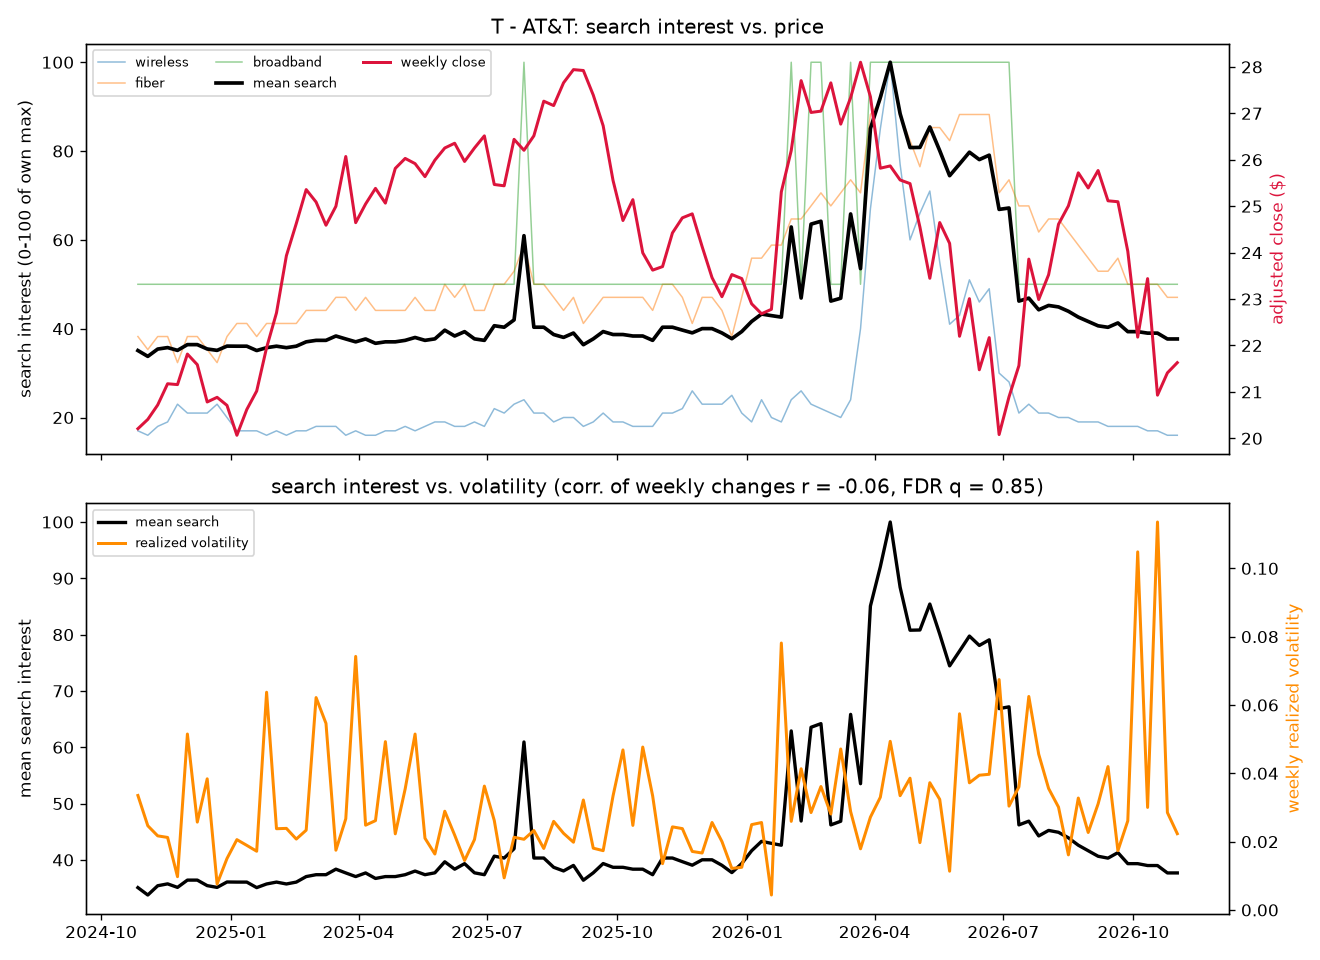 T - AT&T: search interest vs. price
wireless
fiber
broadband
mean search
weekly close
search interest (0-100 of own max)
100
80
60
40
20
adjusted close ($)
28
27
26
25
24
23
22
21
20
search interest vs. volatility (corr. of weekly changes r = -0.06, FDR q = 0.85)
mean search
realized volatility
mean search interest
100
90
80
70
60
50
40
weekly realized volatility
0.10
0.08
0.06
0.04
0.02
0.00
2024-10
2025-01
2025-04
2025-07
2025-10
2026-01
2026-04
2026-07
2026-10